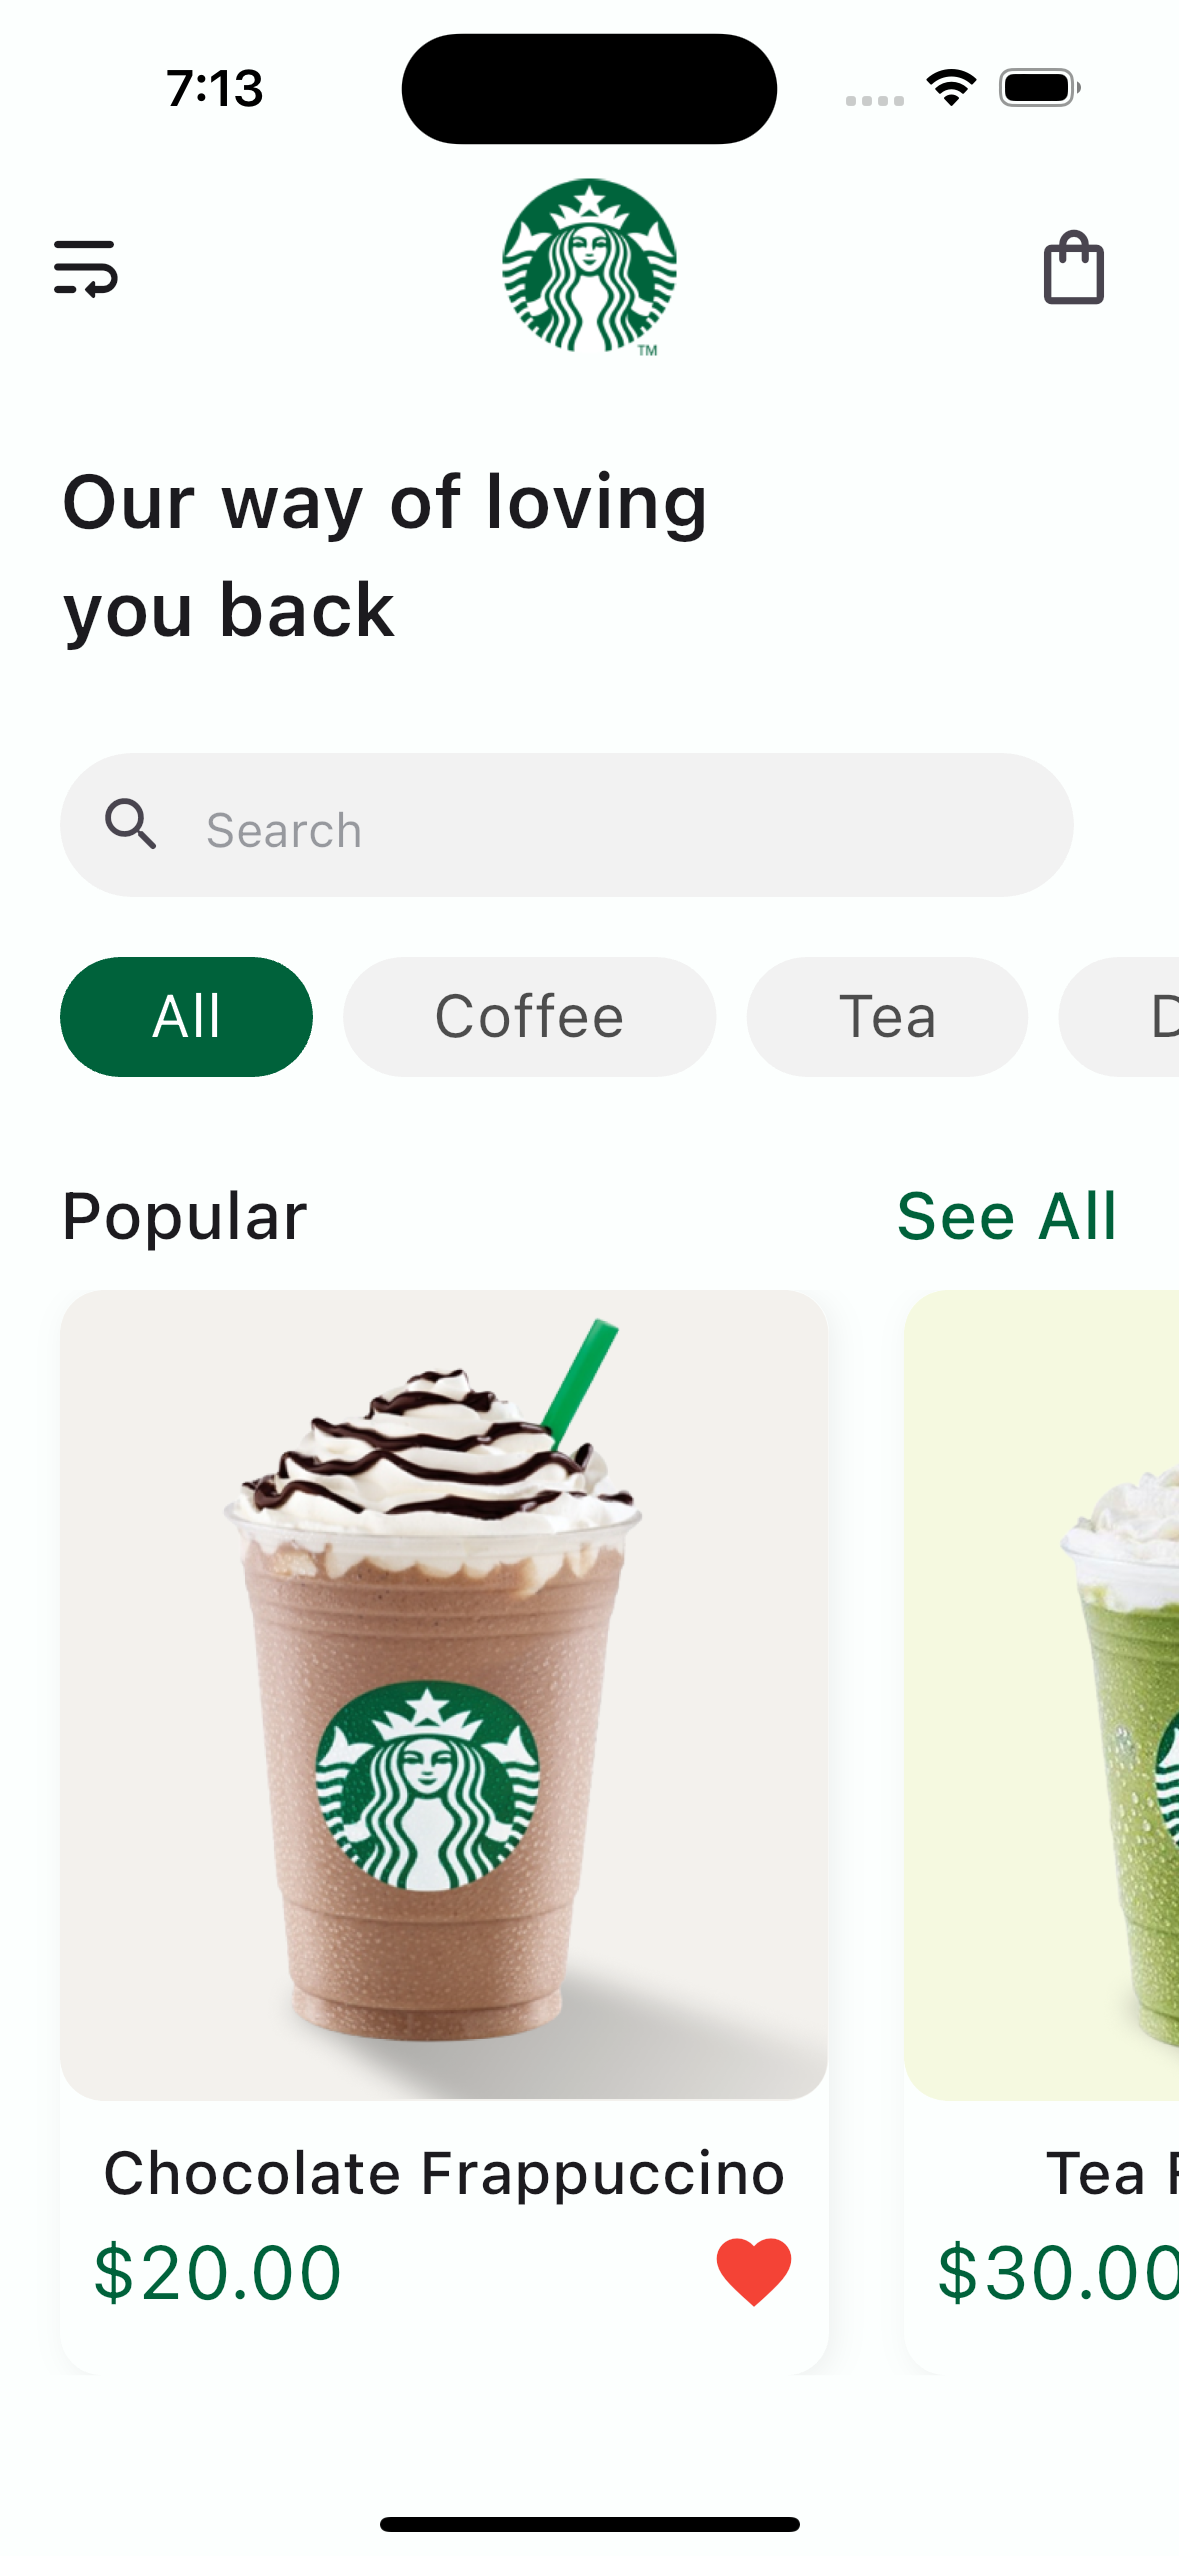 7:13
TM
Our way of loving
you back
Search
All Coffee Tea
Popular See All
Chocolate Frappuccino Tea
$20.00 $30.00